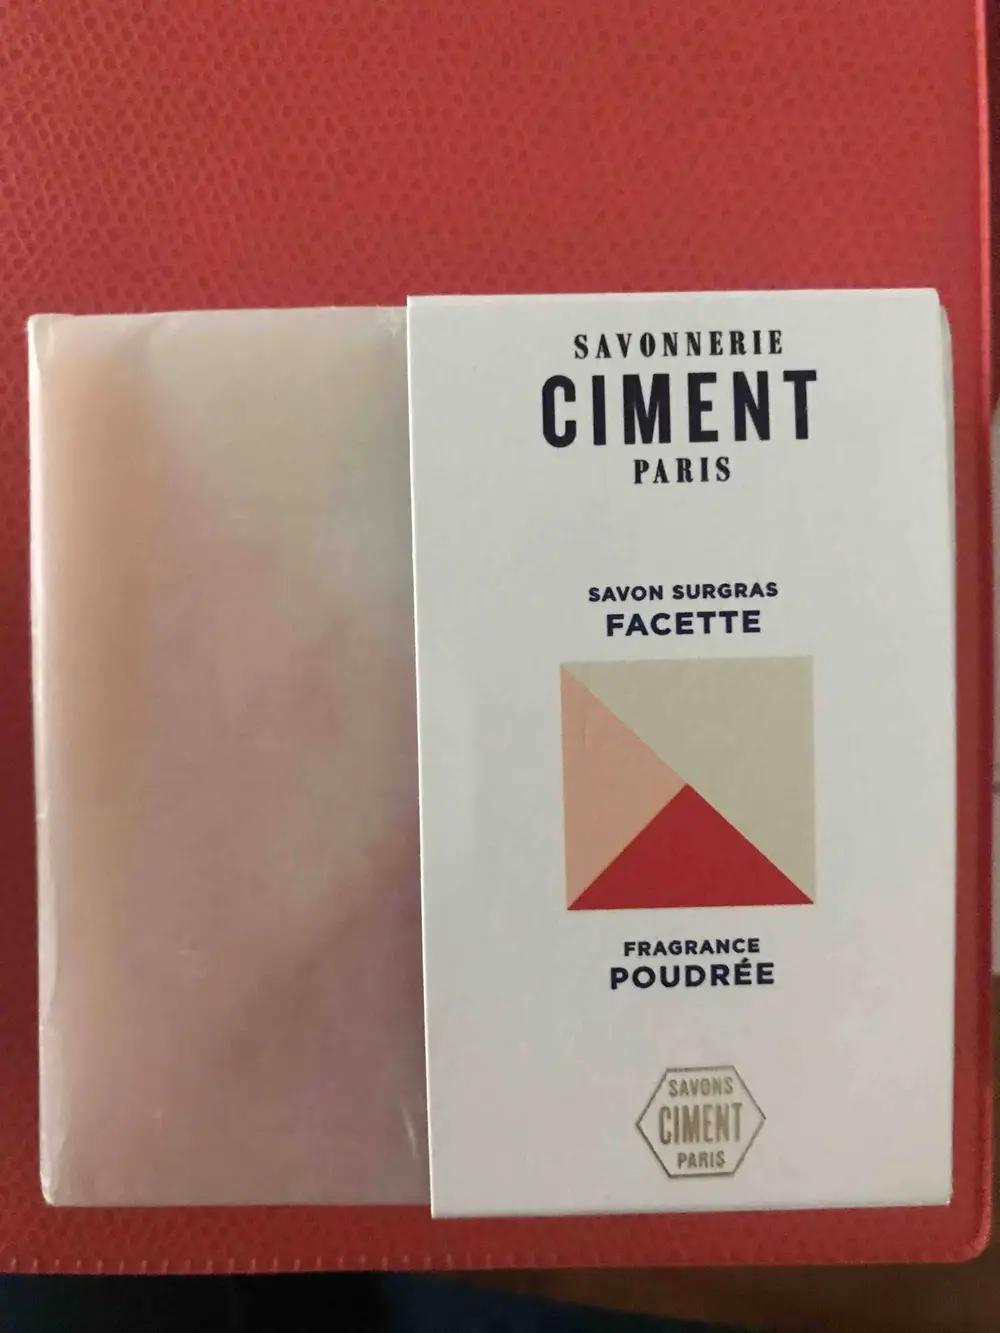 SAVONNERIE
CIMENT
PARIS
SAVON SURGRAS
FACETTE
FRAGRANCE
POUDRÉE
SAVONS
CIMENT
PARIS